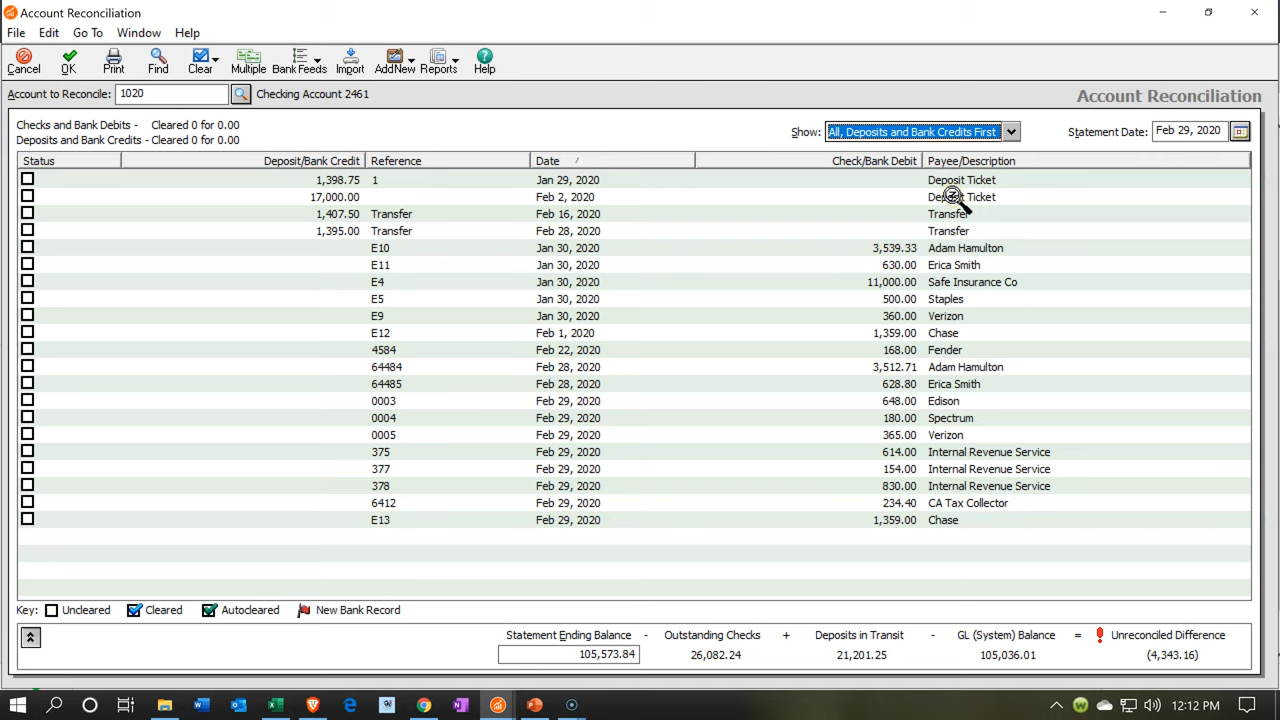 Account Reconciliation
File Edit Go To Window Help
Cancel OK Print Find Clear Multiple Bank Feeds Import AddNew Reports Help
Account to Reconcile: 1020 Checking Account 2461 Account Reconciliation
Checks and Bank Debits - Cleared 0 for 0.00
Deposits and Bank Credits - Cleared 0 for 0.00
Show: All, Deposits and Bank Credits First Statement Date: Feb 29, 2020
Status Deposit/Bank Credit Reference Date / Check/Bank Debit Payee/Description
1,398.75 1 Jan 29, 2020 Deposit Ticket
17,000.00 Feb 2, 2020 Deposit Ticket
1,407.50 Transfer Feb 16, 2020 Transfer
1,395.00 Transfer Feb 28, 2020 Transfer
E10 Jan 30, 2020 3,539.33 Adam Hamulton
E11 Jan 30, 2020 630.00 Erica Smith
E4 Jan 30, 2020 11,000.00 Safe Insurance Co
E5 Jan 30, 2020 500.00 Staples
E9 Jan 30, 2020 360.00 Verizon
E12 Feb 1, 2020 1,359.00 Chase
4584 Feb 22, 2020 168.00 Fender
64484 Feb 28, 2020 3,512.71 Adam Hamulton
64485 Feb 28, 2020 628.80 Erica Smith
0003 Feb 29, 2020 648.00 Edison
0004 Feb 29, 2020 180.00 Spectrum
0005 Feb 29, 2020 365.00 Verizon
375 Feb 29, 2020 614.00 Internal Revenue Service
377 Feb 29, 2020 154.00 Internal Revenue Service
378 Feb 29, 2020 830.00 Internal Revenue Service
6412 Feb 29, 2020 234.40 CA Tax Collector
E13 Feb 29, 2020 1,359.00 Chase
Key: Uncleared Cleared Autocleared New Bank Record
Statement Ending Balance - Outstanding Checks + Deposits in Transit - GL (System) Balance = Unreconciled Difference
105,573.84 26,082.24 21,201.25 105,036.01 (4,343.16)
12:12 PM